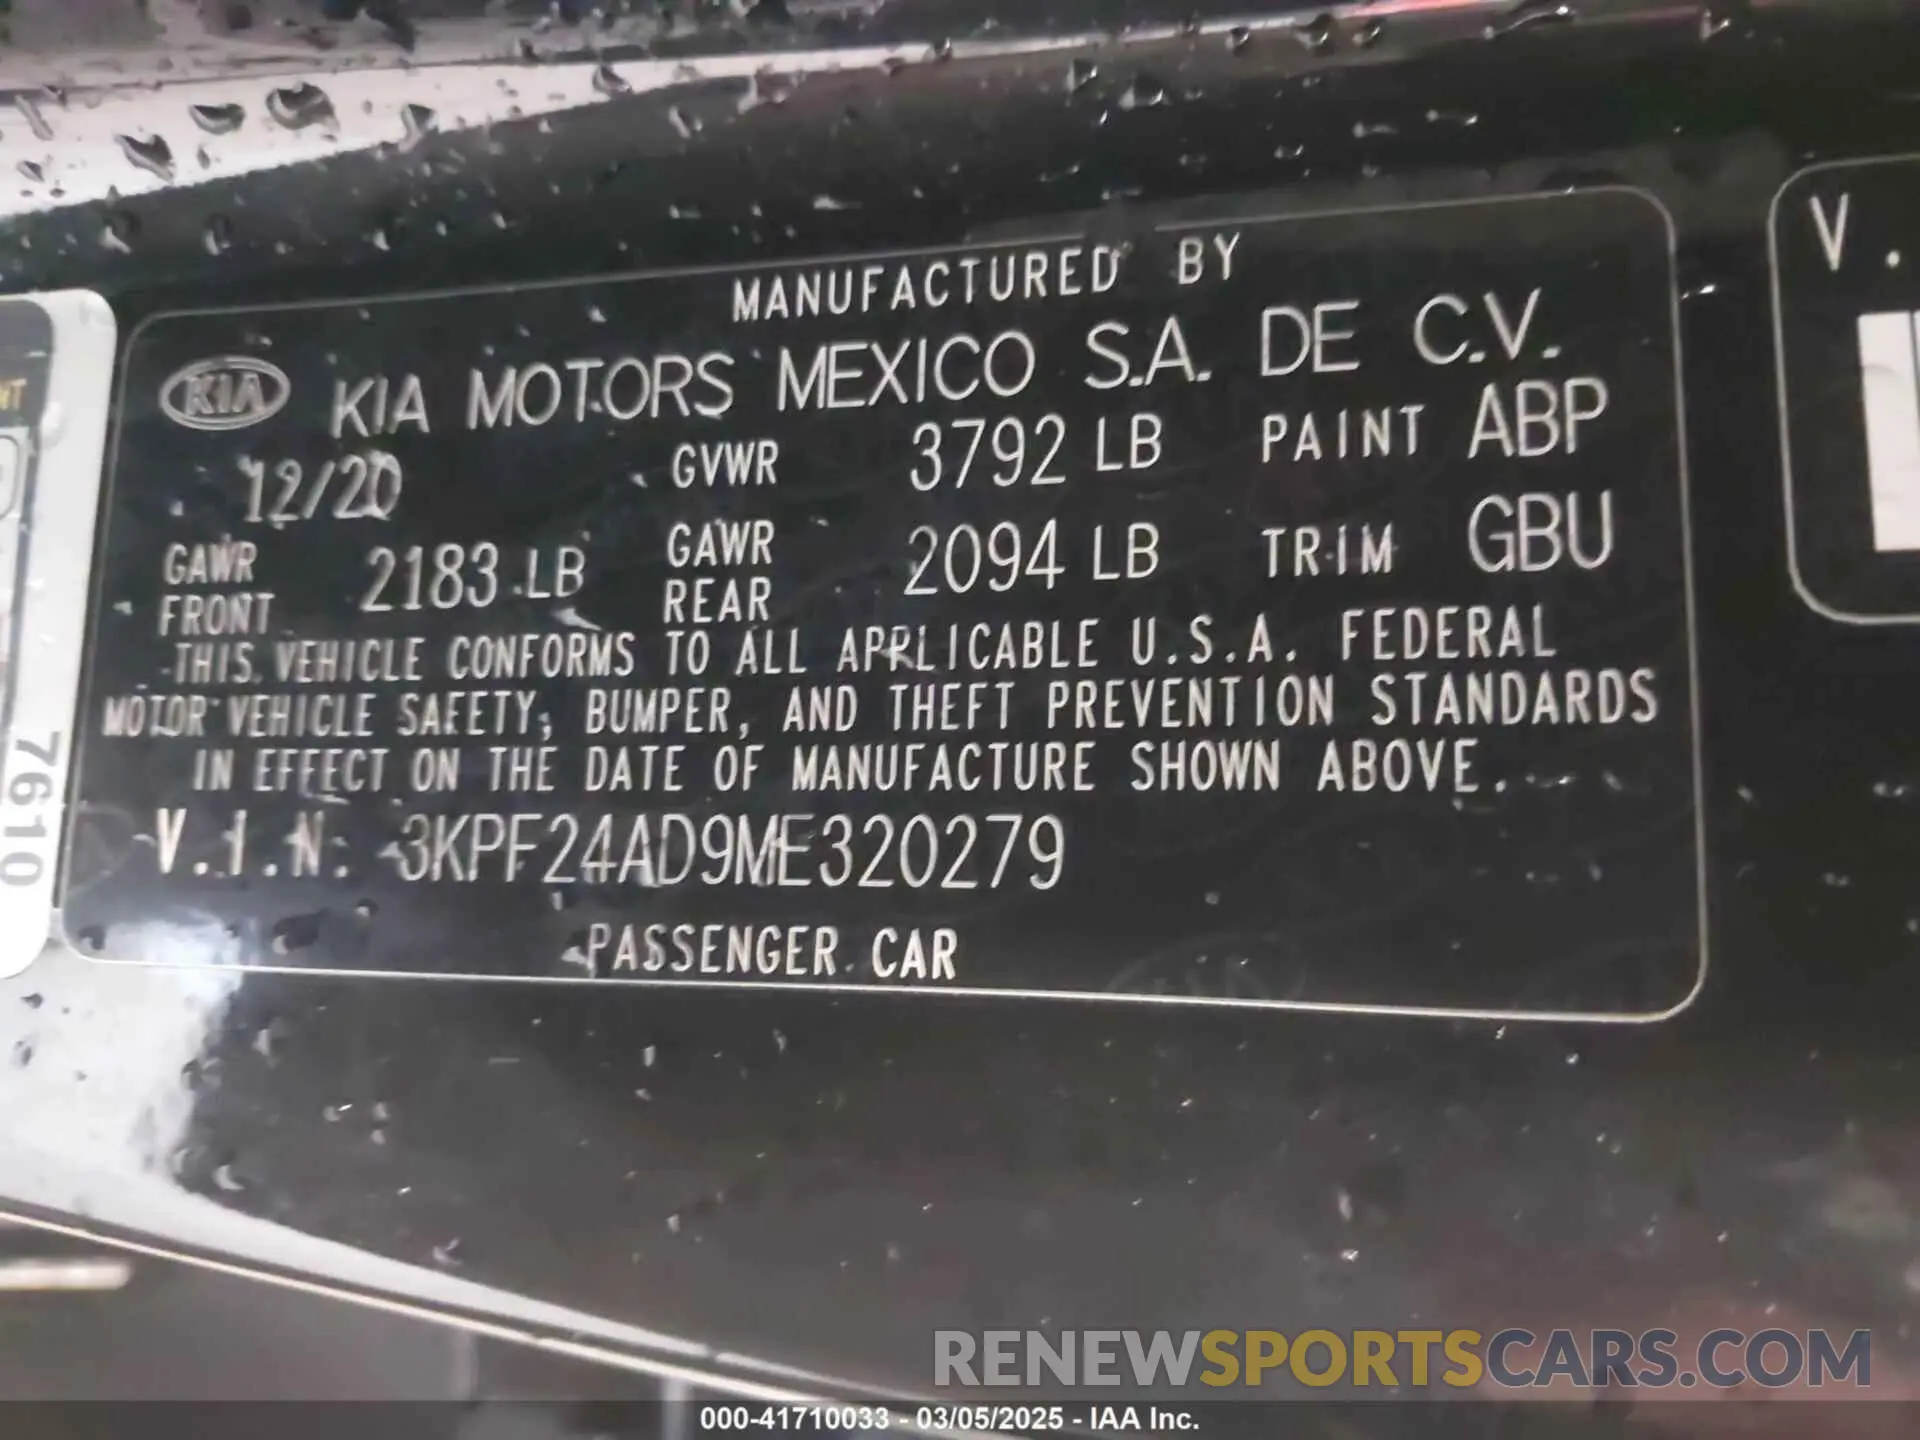 MANUFACTURED BY
KIA KIA MOTORS MEXICO S.A. DE C.V.
12/20 GVWR 3792 LB PAINT ABP
GAWR FRONT 2183 LB GAWR REAR 2094 LB TRIM GBU
THIS VEHICLE CONFORMS TO ALL APPLICABLE U.S.A. FEDERAL
MOTOR VEHICLE SAFETY, BUMPER, AND THEFT PREVENTION STANDARDS
IN EFFECT ON THE DATE OF MANUFACTURE SHOWN ABOVE.
V.I.N: 3KPF24AD9ME320279
PASSENGER CAR
V.
7610
RENEWSPORTSCARS.COM
000-41710033 - 03/05/2025 - IAA Inc.